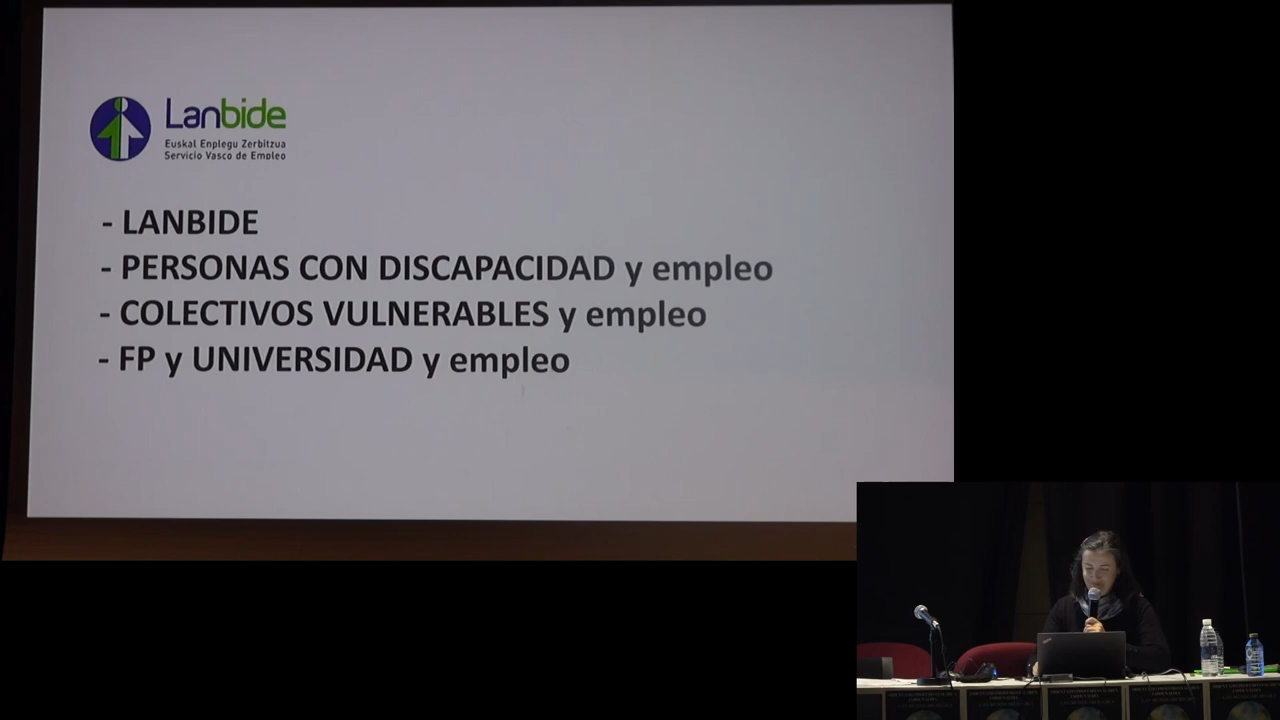 Lanbide
Euskal Enplegu Zerbitzua
Servicio Vasco de Empleo
- LANBIDE
- PERSONAS CON DISCAPACIDAD y empleo
- COLECTIVOS VULNERABLES y empleo
- FP y UNIVERSIDAD y empleo